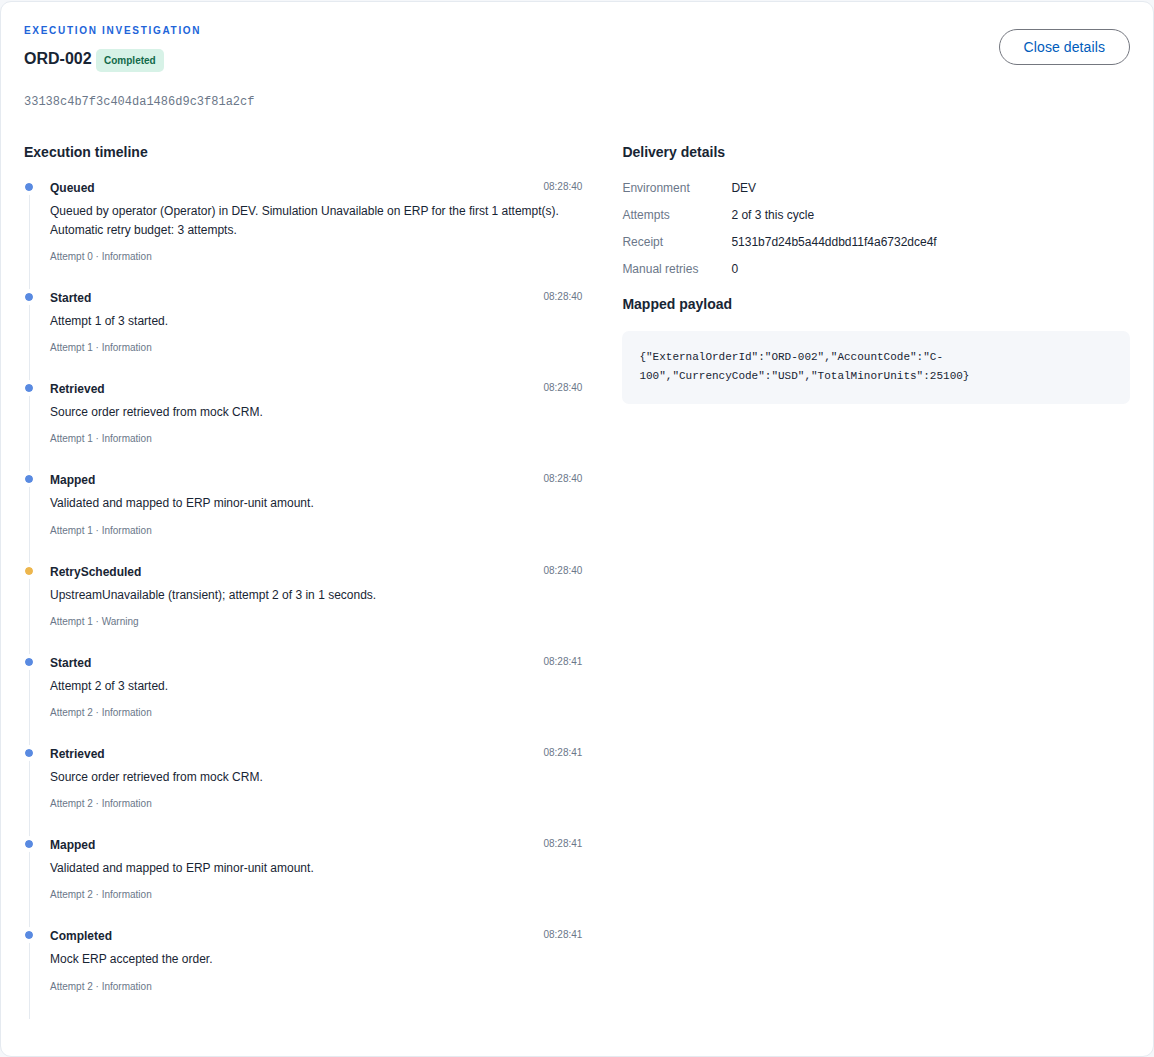 EXECUTION INVESTIGATION
ORD-002 Completed
Close details
33138c4b7f3c404da1486d9c3f81a2cf
Execution timeline
Queued 08:28:40
Queued by operator (Operator) in DEV. Simulation Unavailable on ERP for the first 1 attempt(s).
Automatic retry budget: 3 attempts.
Attempt 0 · Information
Started 08:28:40
Attempt 1 of 3 started.
Attempt 1 · Information
Retrieved 08:28:40
Source order retrieved from mock CRM.
Attempt 1 · Information
Mapped 08:28:40
Validated and mapped to ERP minor-unit amount.
Attempt 1 · Information
RetryScheduled 08:28:40
UpstreamUnavailable (transient); attempt 2 of 3 in 1 seconds.
Attempt 1 · Warning
Started 08:28:41
Attempt 2 of 3 started.
Attempt 2 · Information
Retrieved 08:28:41
Source order retrieved from mock CRM.
Attempt 2 · Information
Mapped 08:28:41
Validated and mapped to ERP minor-unit amount.
Attempt 2 · Information
Completed 08:28:41
Mock ERP accepted the order.
Attempt 2 · Information
Delivery details
Environment DEV
Attempts 2 of 3 this cycle
Receipt 5131b7d24b5a44ddbd11f4a6732dce4f
Manual retries 0
Mapped payload
{"ExternalOrderId":"ORD-002","AccountCode":"C-
100","CurrencyCode":"USD","TotalMinorUnits":25100}